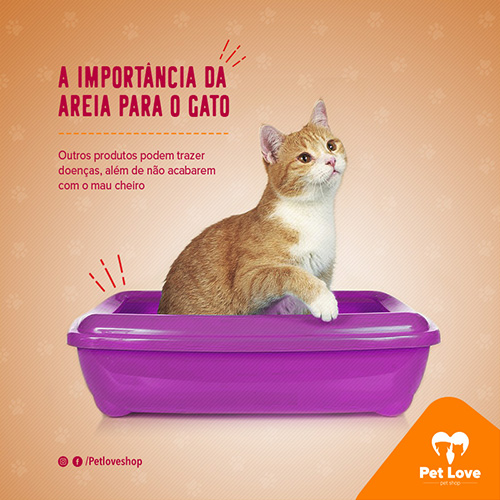 A IMPORTÂNCIA DA
AREIA PARA O GATO
Outros produtos podem trazer
doenças, além de não acabarem
com o mau cheiro
/Petloveshop
Pet Love
pet shop